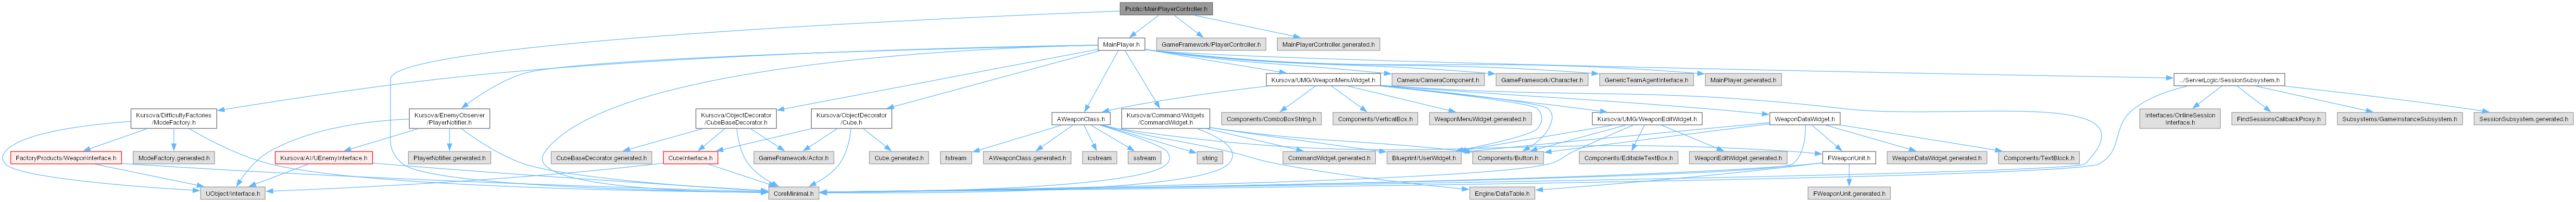 Public/MainPlayerController.h
MainPlayer.h
GameFramework/PlayerController.h
MainPlayerController.generated.h
Kursova/UMG/WeaponMenuWidget.h
Camera/CameraComponent.h
GameFramework/Character.h
GenericTeamAgentInterface.h
MainPlayer.generated.h
.../ServerLogic/SessionSubsystem.h
Kursova/DifficultyFactories
/ModeFactory.h
Kursova/EnemyObserver
/PlayerNotifier.h
Kursova/ObjectDecorator
/CubeBaseDecorator.h
Kursova/ObjectDecorator
/Cube.h
AWeaponClass.h
Kursova/Command/Widgets
/CommandWidget.h
Components/ComboBoxString.h
Components/VerticalBox.h
WeaponMenuWidget.generated.h
Kursova/UMG/WeaponEditWidget.h
WeaponDataWidget.h
Interfaces/OnlineSession
Interface.h
FindSessionsCallbackProxy.h
Subsystems/GameInstanceSubsystem.h
SessionSubsystem.generated.h
FactoryProducts/WeaponInterface.h
ModeFactory.generated.h
Kursova/AI/UEnemyInterface.h
PlayerNotifier.generated.h
CubeBaseDecorator.generated.h
CubeInterface.h
GameFramework/Actor.h
Cube.generated.h
fstream
AWeaponClass.generated.h
iostream
sstream
string
CommandWidget.generated.h
Blueprint/UserWidget.h
Components/Button.h
Components/EditableTextBox.h
WeaponEditWidget.generated.h
FWeaponUnit.h
WeaponDataWidget.generated.h
Components/TextBlock.h
UObject/Interface.h
CoreMinimal.h
Engine/DataTable.h
FWeaponUnit.generated.h